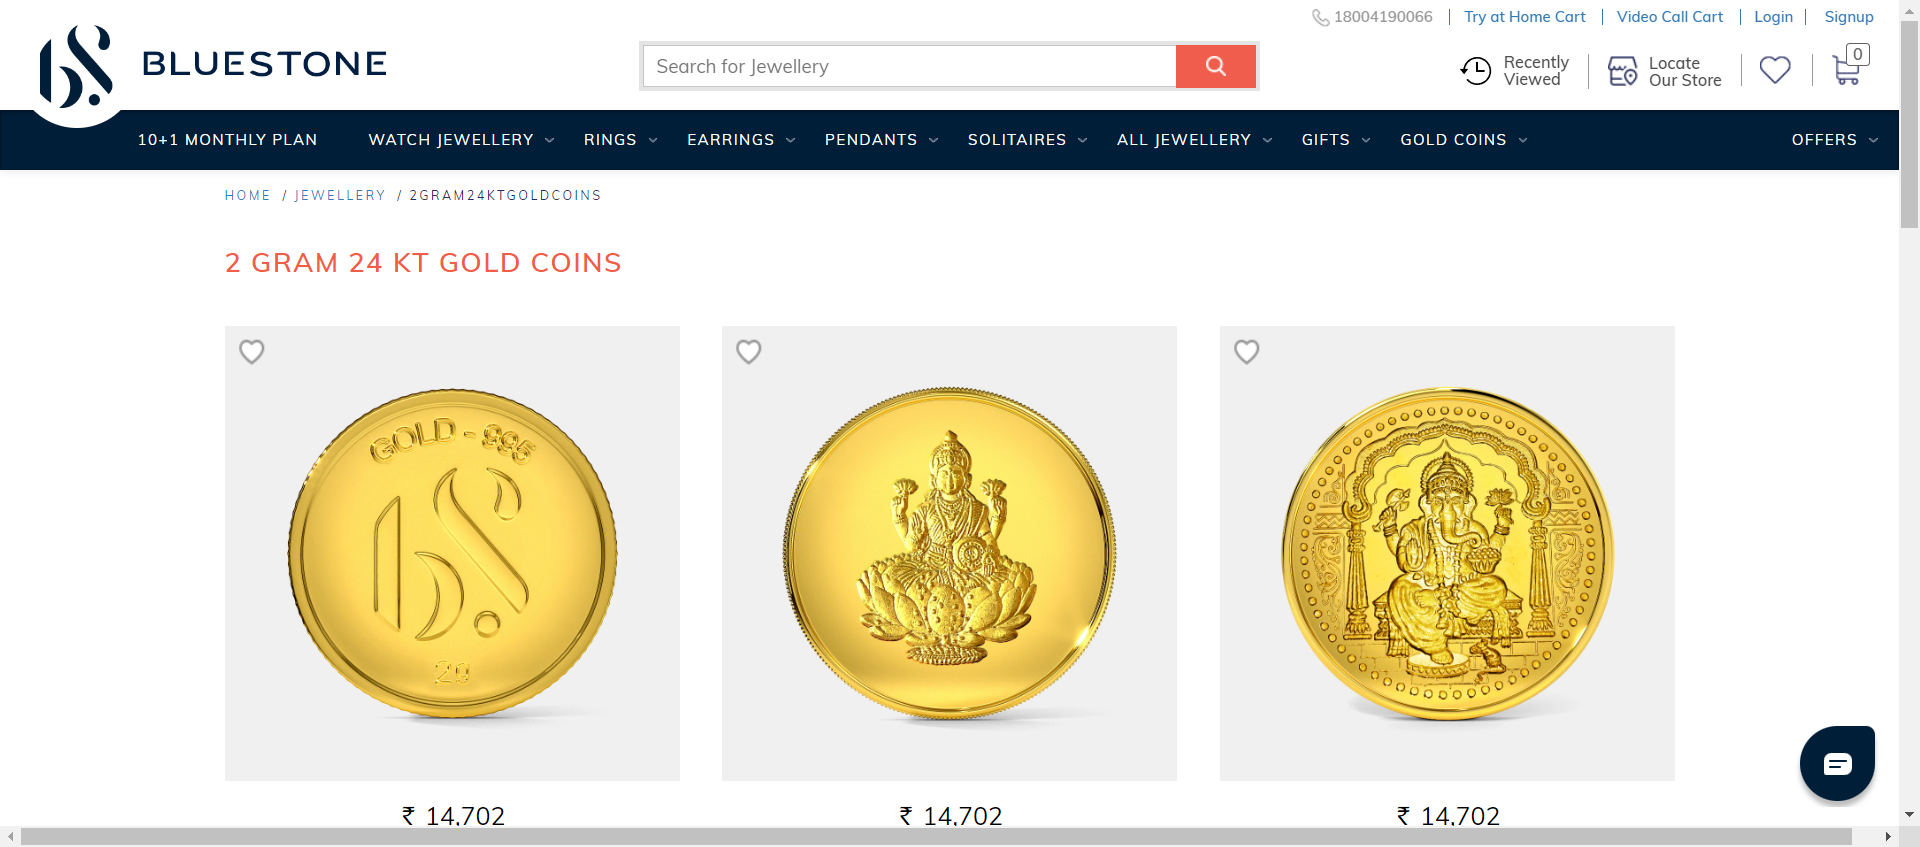 18004190066
Try at Home Cart
Video Call Cart
Login
Signup
BLUESTONE
Search for Jewellery
Recently
Viewed
Locate
Our Store
0
10+1 MONTHLY PLAN
WATCH JEWELLERY
RINGS
EARRINGS
PENDANTS
SOLITAIRES
ALL JEWELLERY
GIFTS
GOLD COINS
OFFERS
HOME / JEWELLERY / 2GRAM24KTGOLDCOINS
2 GRAM 24 KT GOLD COINS
GOLD - 995
2g
₹ 14,702
₹ 14,702
₹ 14,702